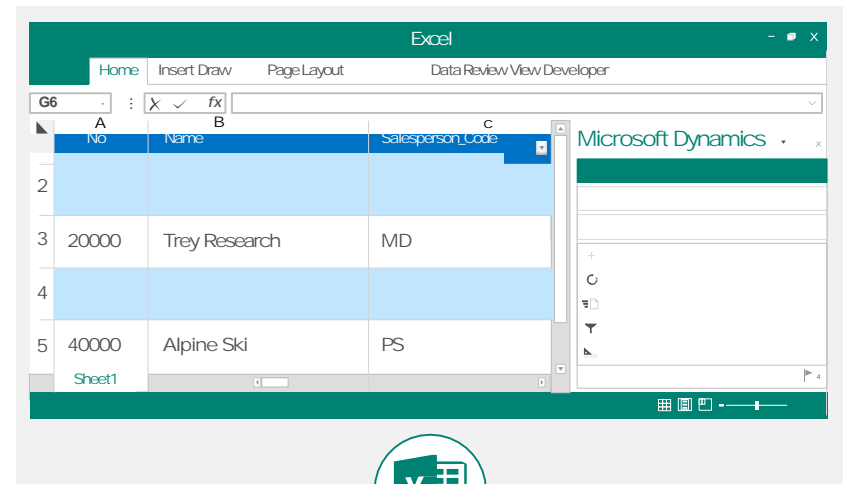 Excel
Home Insert Draw Page Layout Data Review View Developer
G6 fx
A B C
No Name Salesperson_Code
Microsoft Dynamics
2
3 20000 Trey Research MD
4
5 40000 Alpine Ski PS
Sheet1
4
X